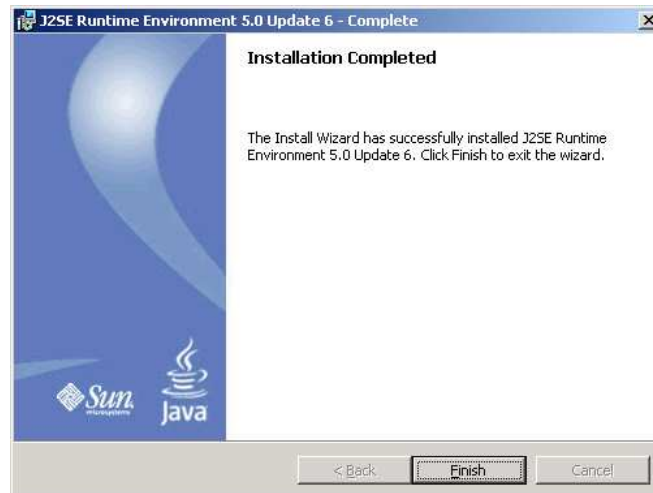 J2SE Runtime Environment 5.0 Update 6 - Complete
Installation Completed
The Install Wizard has successfully installed J2SE Runtime
Environment 5.0 Update 6. Click Finish to exit the wizard.
Sun
microsystems
Java
< Back
Finish
Cancel